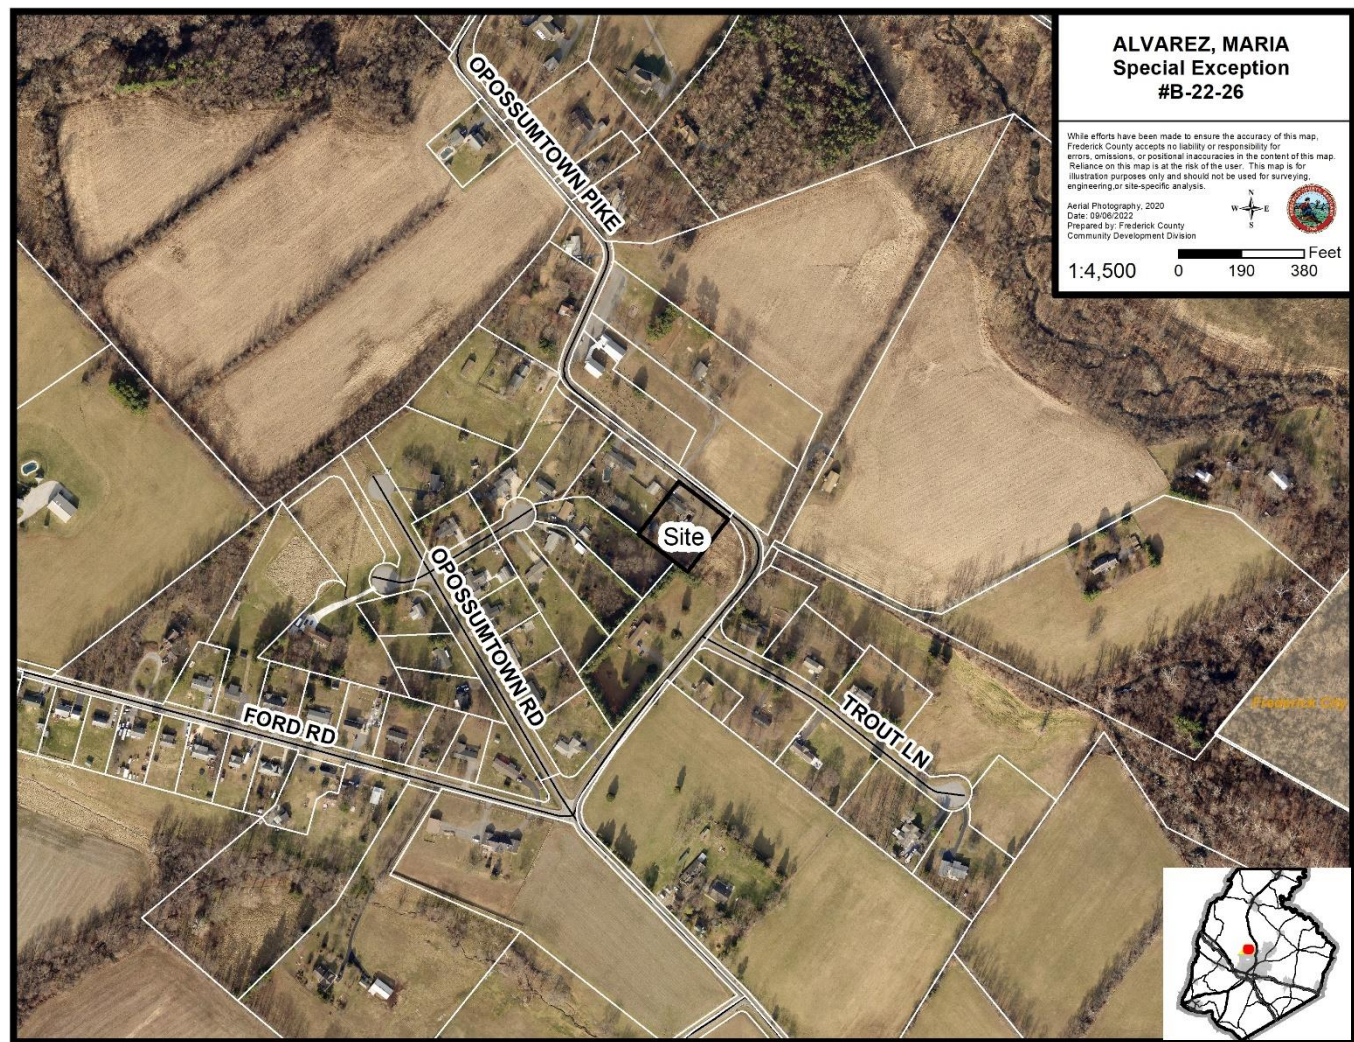 ALVAREZ, MARIA
Special Exception
#B-22-26
While efforts have been made to ensure the accuracy of this map,
Frederick County accepts no liability or responsibility for
errors, omissions, or positional inaccuracies in the content of this map.
Reliance on this map is at the risk of the user. This map is for
illustration purposes only and should not be used for surveying,
engineering,or site-specific analysis.
Aerial Photography, 2020
Date: 09/06/2022
Prepared by: Frederick County
Community Development Division
N
W E
S
1:4,500
Feet
0 190 380
OPOSSUMTOWN PIKE
Site
OPOSSUMTOWN RD
FORD RD
TROUT LN
Frederick City